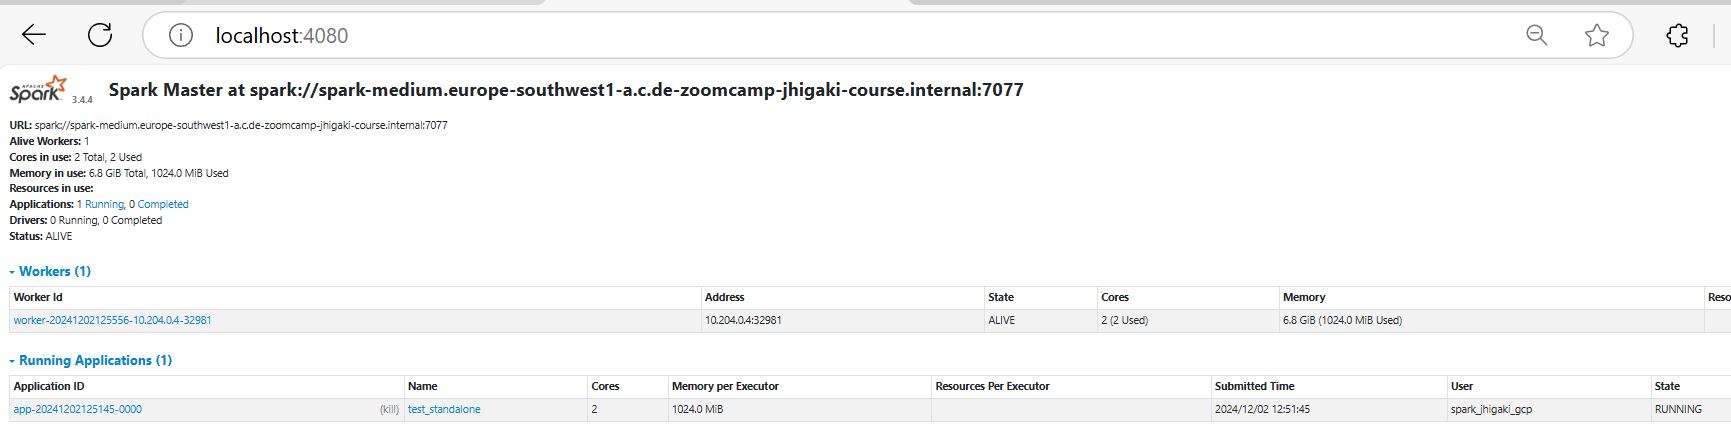 localhost:4080
APACHE
Spark 3.4.4 Spark Master at spark://spark-medium.europe-southwest1-a.c.de-zoomcamp-jhigaki-course.internal:7077
URL: spark://spark-medium.europe-southwest1-a.c.de-zoomcamp-jhigaki-course.internal:7077
Alive Workers: 1
Cores in use: 2 Total, 2 Used
Memory in use: 6.8 GiB Total, 1024.0 MiB Used
Resources in use:
Applications: 1 Running, 0 Completed
Drivers: 0 Running, 0 Completed
Status: ALIVE
Workers (1)
Worker Id Address State Cores Memory Reso
worker-20241202125556-10.204.0.4-32981 10.204.0.4:32981 ALIVE 2 (2 Used) 6.8 GiB (1024.0 MiB Used)
Running Applications (1)
Application ID Name Cores Memory per Executor Resources Per Executor Submitted Time User State
app-20241202125145-0000 (kill) test_standalone 2 1024.0 MiB 2024/12/02 12:51:45 spark_jhigaki_gcp RUNNING